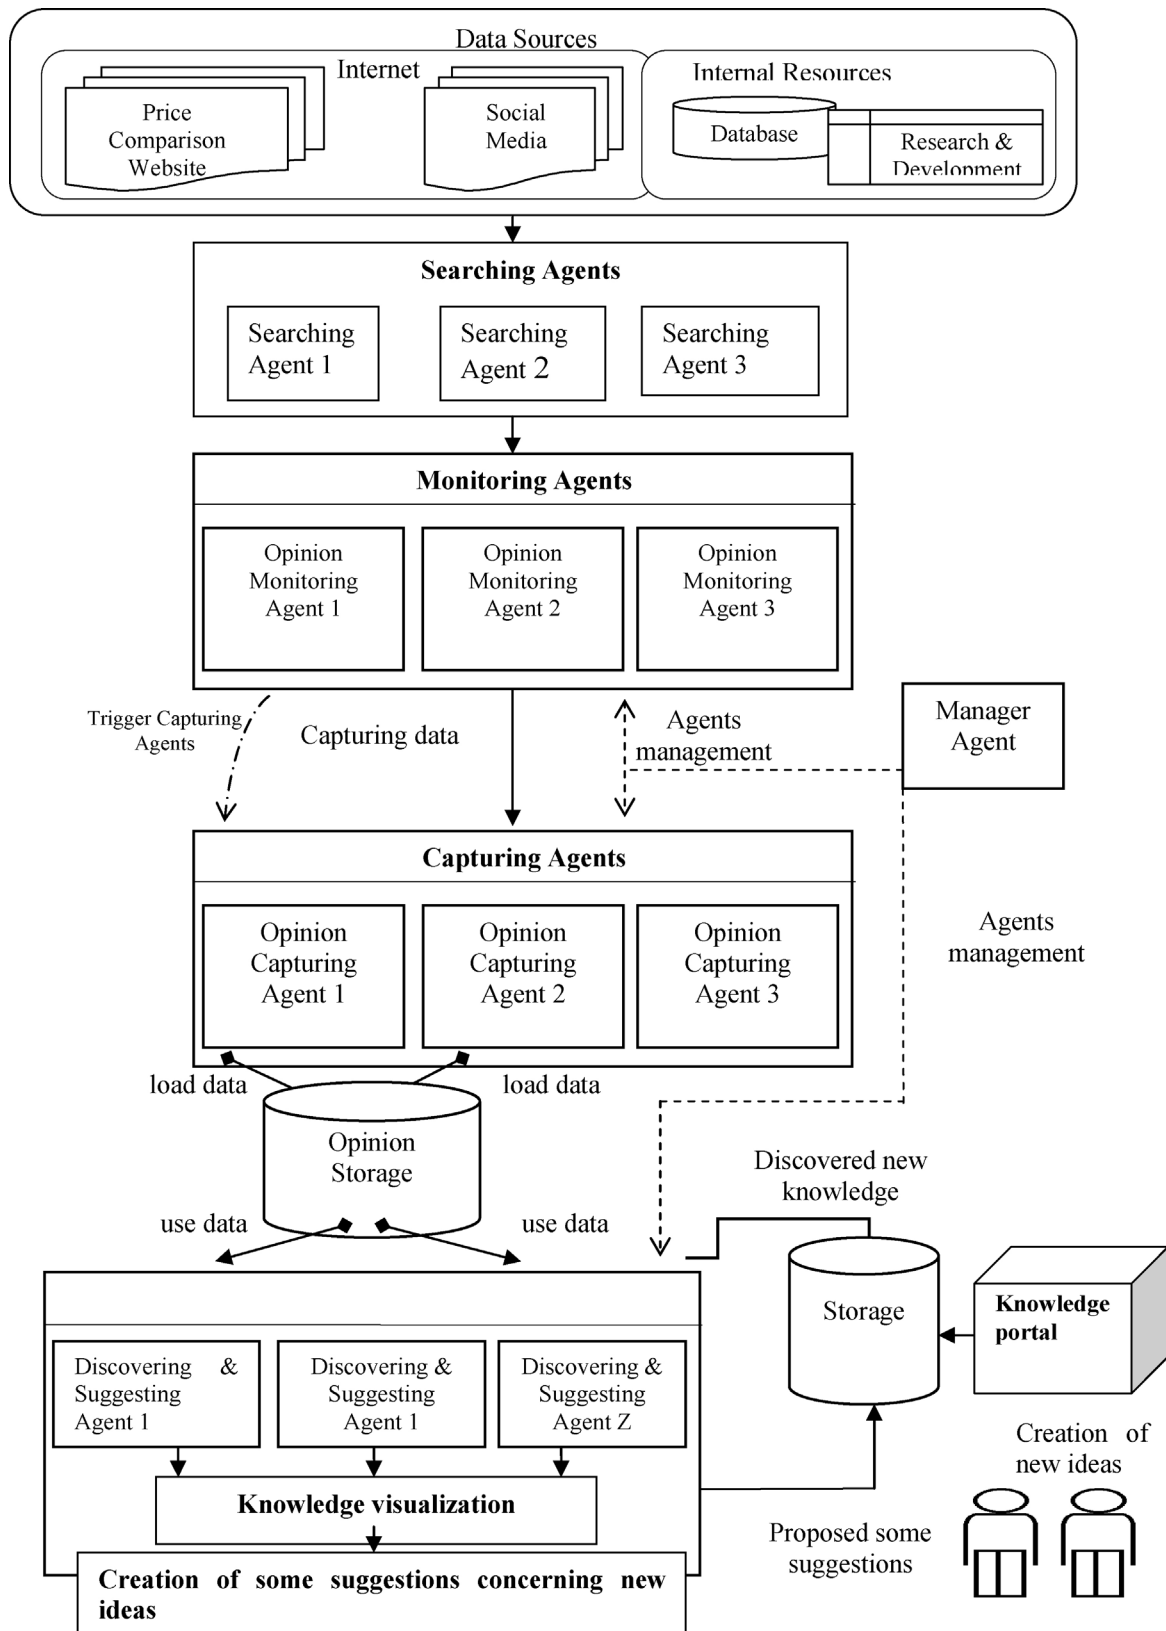 Data Sources
Internet
Internal Resources
Price
Comparison
Website
Social
Media
Database
Research &
Development
Searching Agents
Searching
Agent 1
Searching
Agent 2
Searching
Agent 3
Monitoring Agents
Opinion
Monitoring
Agent 1
Opinion
Monitoring
Agent 2
Opinion
Monitoring
Agent 3
Trigger Capturing
Agents
Capturing data
Agents
management
Manager
Agent
Capturing Agents
Opinion
Capturing
Agent 1
Opinion
Capturing
Agent 2
Opinion
Capturing
Agent 3
Agents
management
load data
load data
Opinion
Storage
use data
use data
Discovered new
knowledge
Storage
Knowledge
portal
Discovering &
Suggesting
Agent 1
Discovering &
Suggesting
Agent 1
Discovering &
Suggesting
Agent Z
Knowledge visualization
Creation of some suggestions concerning new
ideas
Proposed some
suggestions
Creation of
new ideas